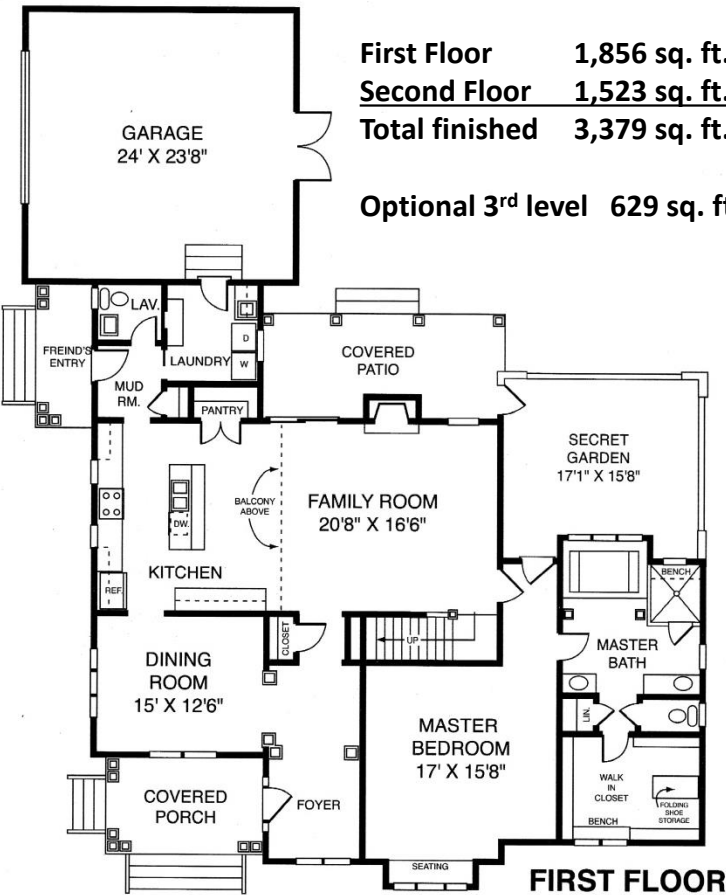 First Floor 1,856 sq. ft.
Second Floor 1,523 sq. ft.
Total finished 3,379 sq. ft.
Optional 3rd level 629 sq. ft
GARAGE
24' X 23'8"
LAV.
FREIND'S
ENTRY
LAUNDRY
D
W
MUD
RM.
PANTRY
COVERED
PATIO
SECRET
GARDEN
17'1" X 15'8"
BALCONY
ABOVE
FAMILY ROOM
20'8" X 16'6"
DW.
KITCHEN
REF.
BENCH
CLOSET
UP
MASTER
BATH
DINING
ROOM
15' X 12'6"
LIN.
MASTER
BEDROOM
17' X 15'8"
WALK
IN
CLOSET
FOLDING
SHOE
STORAGE
BENCH
COVERED
PORCH
FOYER
SEATING
FIRST FLOOR